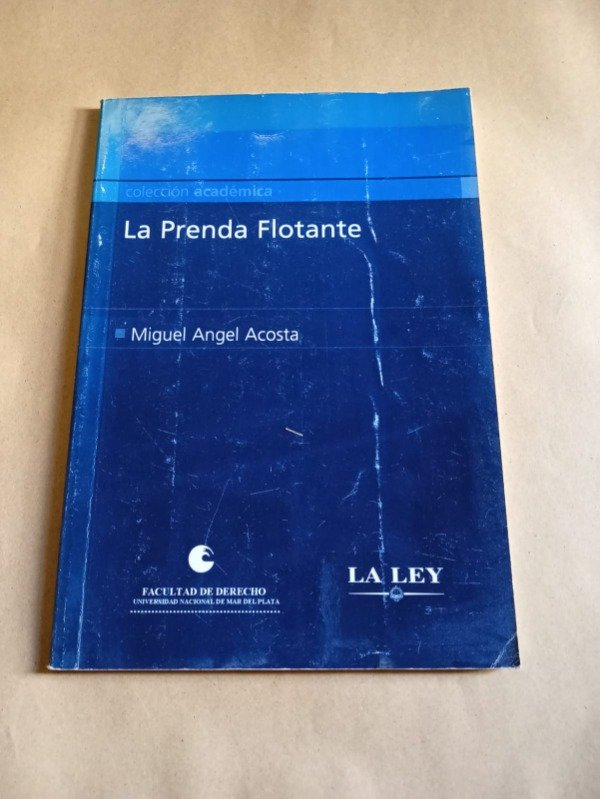 colección académica
La Prenda Flotante
Miguel Angel Acosta
FACULTAD DE DERECHO
UNIVERSIDAD NACIONAL DE MAR DEL PLATA
LA LEY